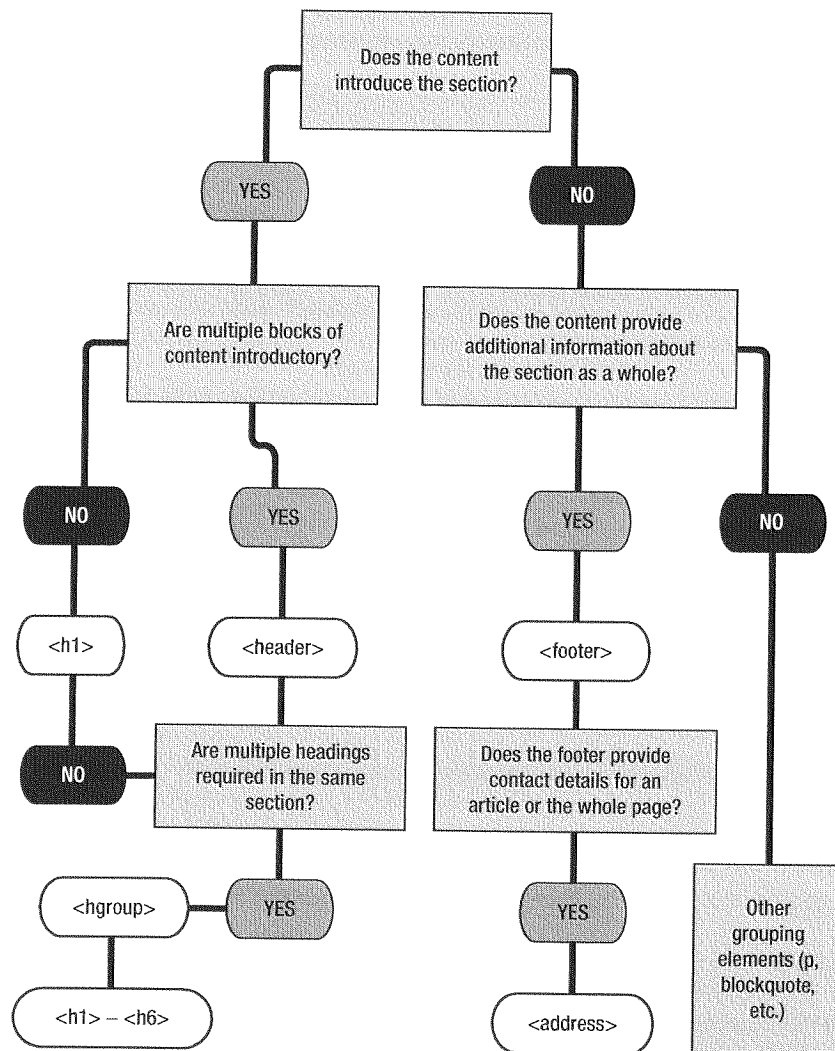 Does the content
introduce the section?
YES
NO
Are multiple blocks of
content introductory?
Does the content provide
additional information about
the section as a whole?
NO
YES
YES
NO
<h1>
<header>
<footer>
NO
Are multiple headings
required in the same
section?
Does the footer provide
contact details for an
article or the whole page?
<hgroup>
YES
YES
Other
grouping
elements (p,
blockquote,
etc.)
<h1> – <h6>
<address>